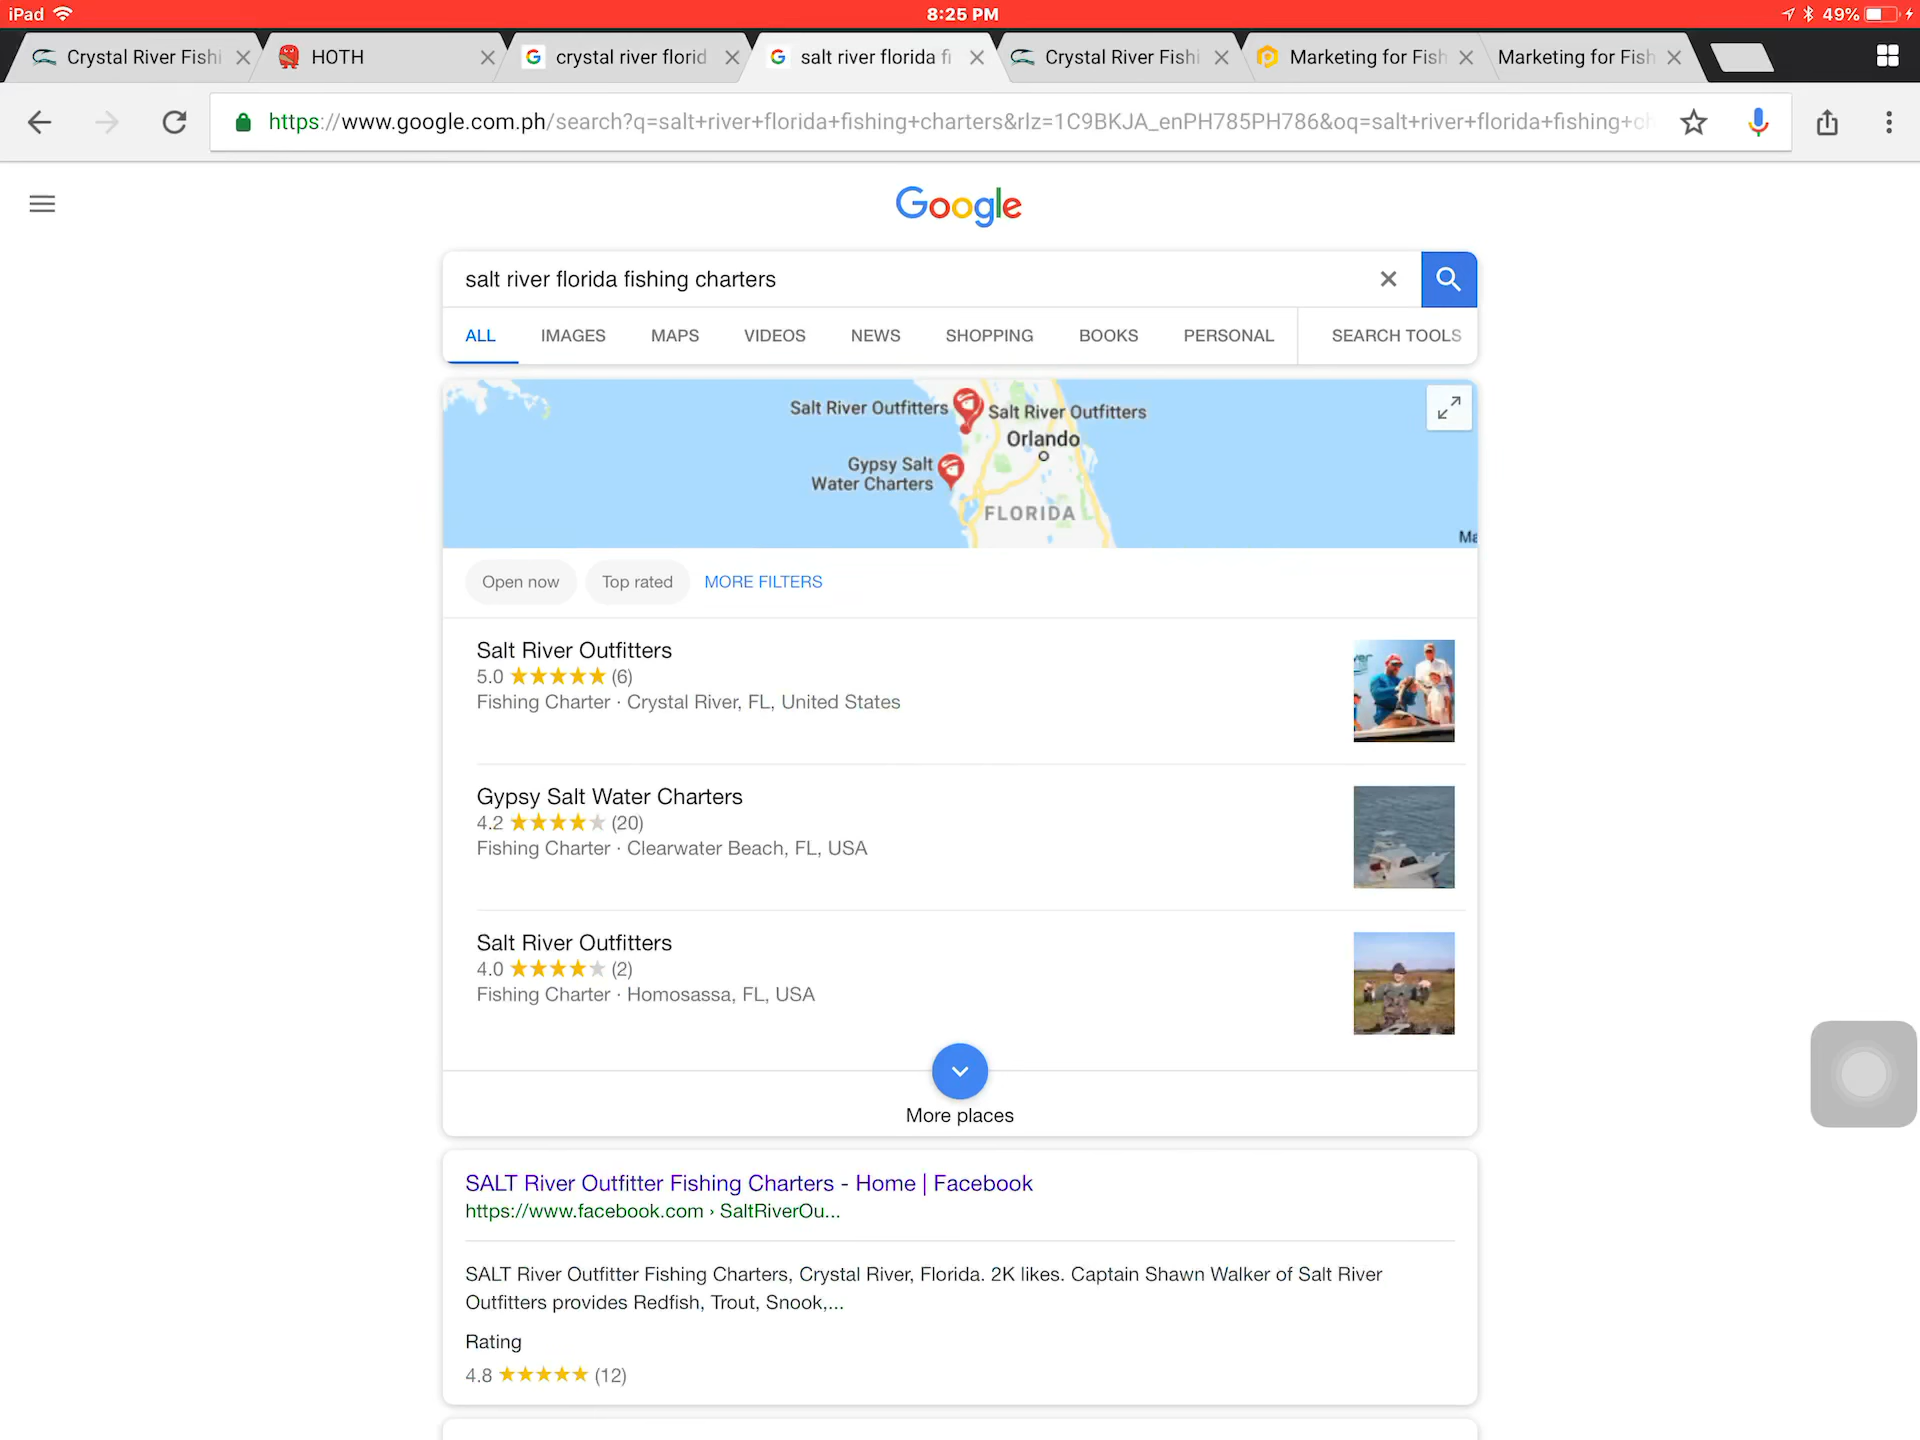 iPad
8:25 PM
49%
Crystal River Fishi
HOTH
crystal river florid
salt river florida fi
Crystal River Fishi
Marketing for Fish
Marketing for Fish
https://www.google.com.ph/search?q=salt+river+florida+fishing+charters&rlz=1C9BKJA_enPH785PH786&oq=salt+river+florida+fishing+ch
Google
salt river florida fishing charters
ALL
IMAGES
MAPS
VIDEOS
NEWS
SHOPPING
BOOKS
PERSONAL
SEARCH TOOLS
Salt River Outfitters
Salt River Outfitters
Orlando
Gypsy Salt
Water Charters
FLORIDA
Ma
Open now
Top rated
MORE FILTERS
Salt River Outfitters
5.0 (6)
Fishing Charter · Crystal River, FL, United States
Gypsy Salt Water Charters
4.2 (20)
Fishing Charter · Clearwater Beach, FL, USA
Salt River Outfitters
4.0 (2)
Fishing Charter · Homosassa, FL, USA
More places
SALT River Outfitter Fishing Charters - Home | Facebook
https://www.facebook.com › SaltRiverOu...
SALT River Outfitter Fishing Charters, Crystal River, Florida. 2K likes. Captain Shawn Walker of Salt River
Outfitters provides Redfish, Trout, Snook,...
Rating
4.8 (12)